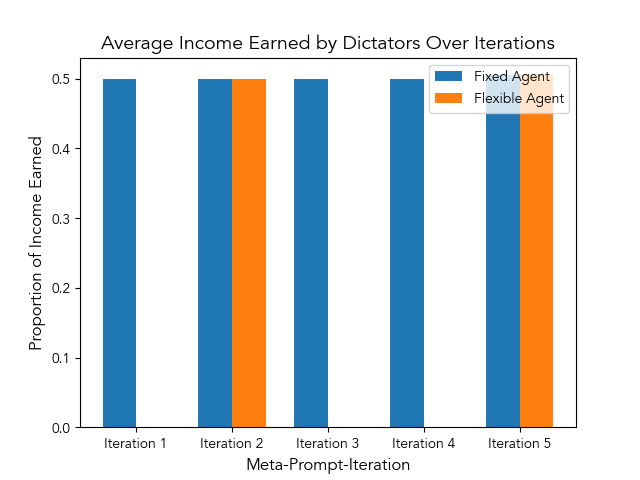 Average Income Earned by Dictators Over Iterations
Fixed Agent
Flexible Agent
Proportion of Income Earned
0.5
0.4
0.3
0.2
0.1
0.0
Iteration 1
Iteration 2
Iteration 3
Iteration 4
Iteration 5
Meta-Prompt-Iteration